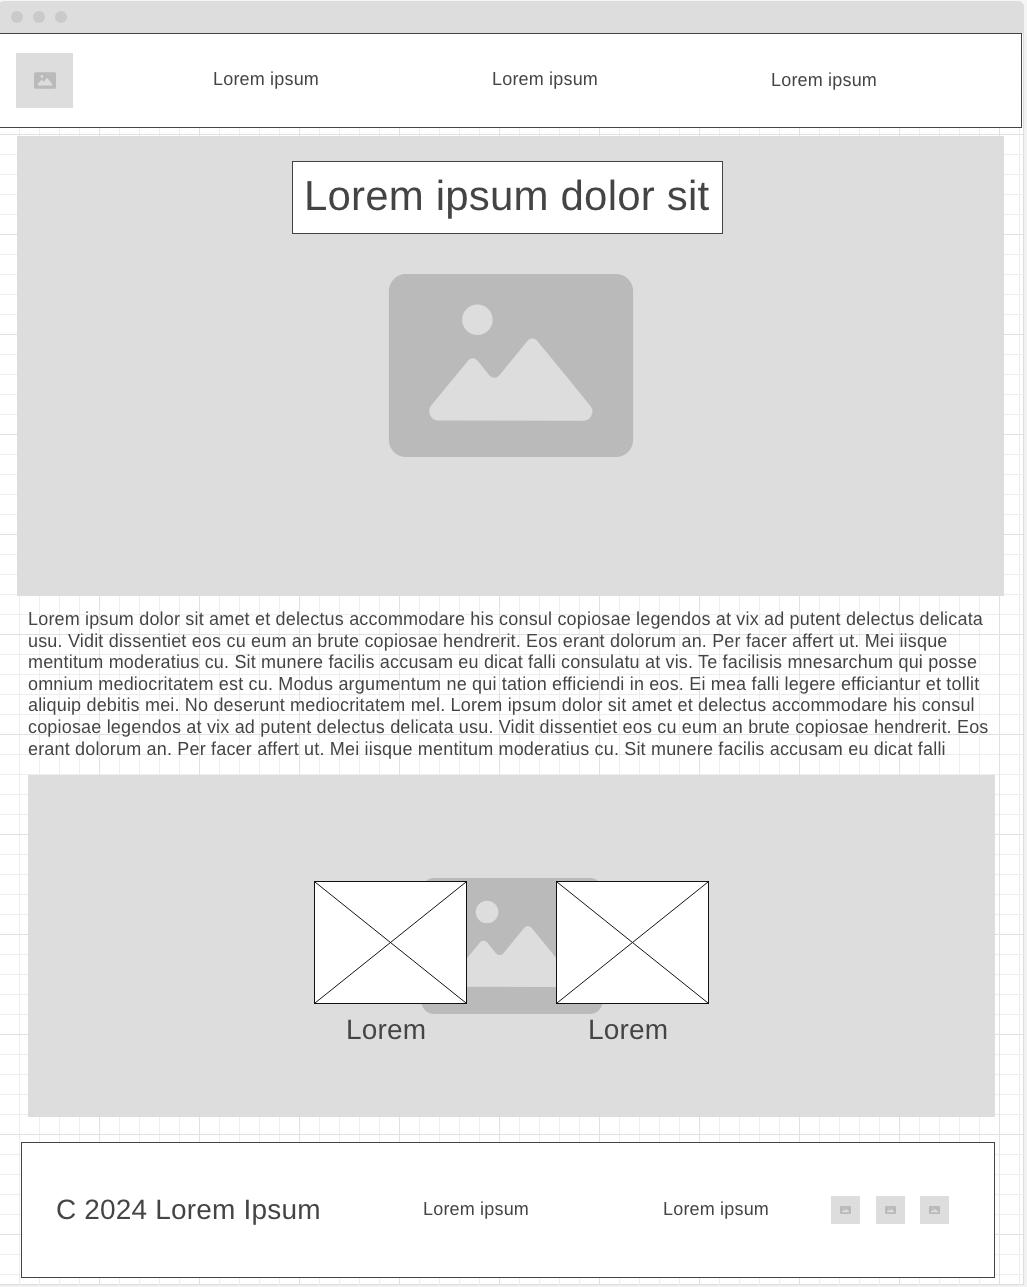 Lorem ipsum
Lorem ipsum
Lorem ipsum
Lorem ipsum dolor sit
Lorem ipsum dolor sit amet et delectus accommodare his consul copiosae legendos at vix ad putent delectus delicata
usu. Vidit dissentiet eos cu eum an brute copiosae hendrerit. Eos erant dolorum an. Per facer affert ut. Mei iisque
mentitum moderatius cu. Sit munere facilis accusam eu dicat falli consulatu at vis. Te facilisis mnesarchum qui posse
omnium mediocritatem est cu. Modus argumentum ne qui tation efficiendi in eos. Ei mea falli legere efficiantur et tollit
aliquip debitis mei. No deserunt mediocritatem mel. Lorem ipsum dolor sit amet et delectus accommodare his consul
copiosae legendos at vix ad putent delectus delicata usu. Vidit dissentiet eos cu eum an brute copiosae hendrerit. Eos
erant dolorum an. Per facer affert ut. Mei iisque mentitum moderatius cu. Sit munere facilis accusam eu dicat falli
Lorem
Lorem
C 2024 Lorem Ipsum
Lorem ipsum
Lorem ipsum